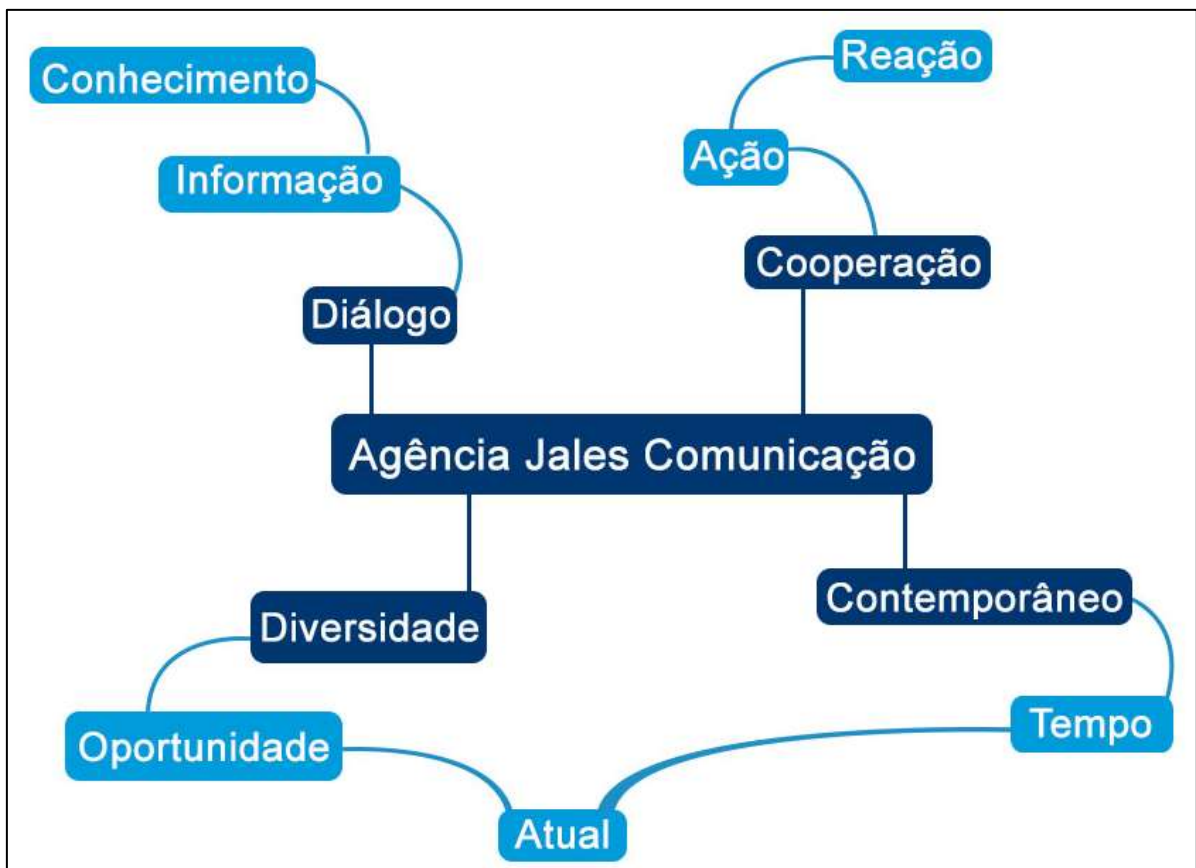 Conhecimento
Reação
Ação
Informação
Cooperação
Diálogo
Agência Jales Comunicação
Contemporâneo
Diversidade
Tempo
Oportunidade
Atual